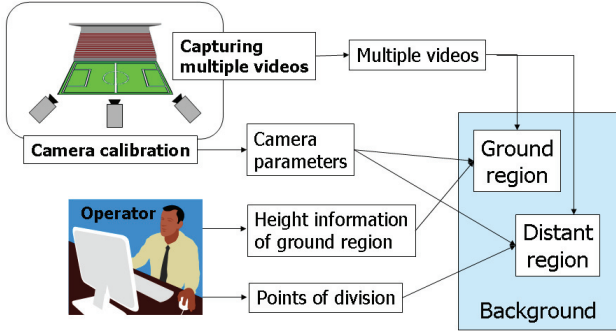 Capturing
multiple videos
Multiple videos
Camera calibration
Camera
parameters
Ground
region
Operator
Height information
of ground region
Distant
region
Points of division
Background